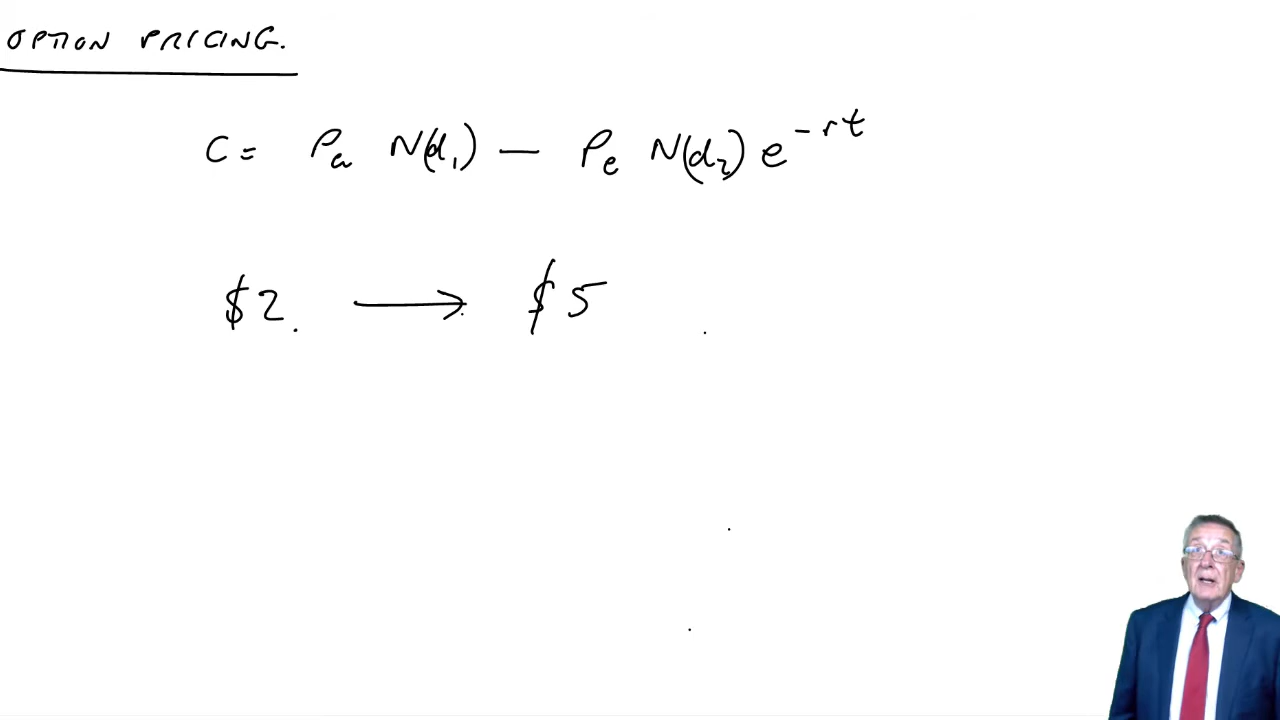 OPTION PRICING.
C = Pₐ N(d₁) — Pₑ N(d₂) e⁻ʳᵗ
$2. → $5